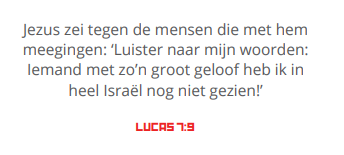 Jezus zei tegen de mensen die met hem
meegingen: ‘Luister naar mijn woorden:
Iemand met zo’n groot geloof heb ik in
heel Israël nog niet gezien!’
LUCAS 7:9